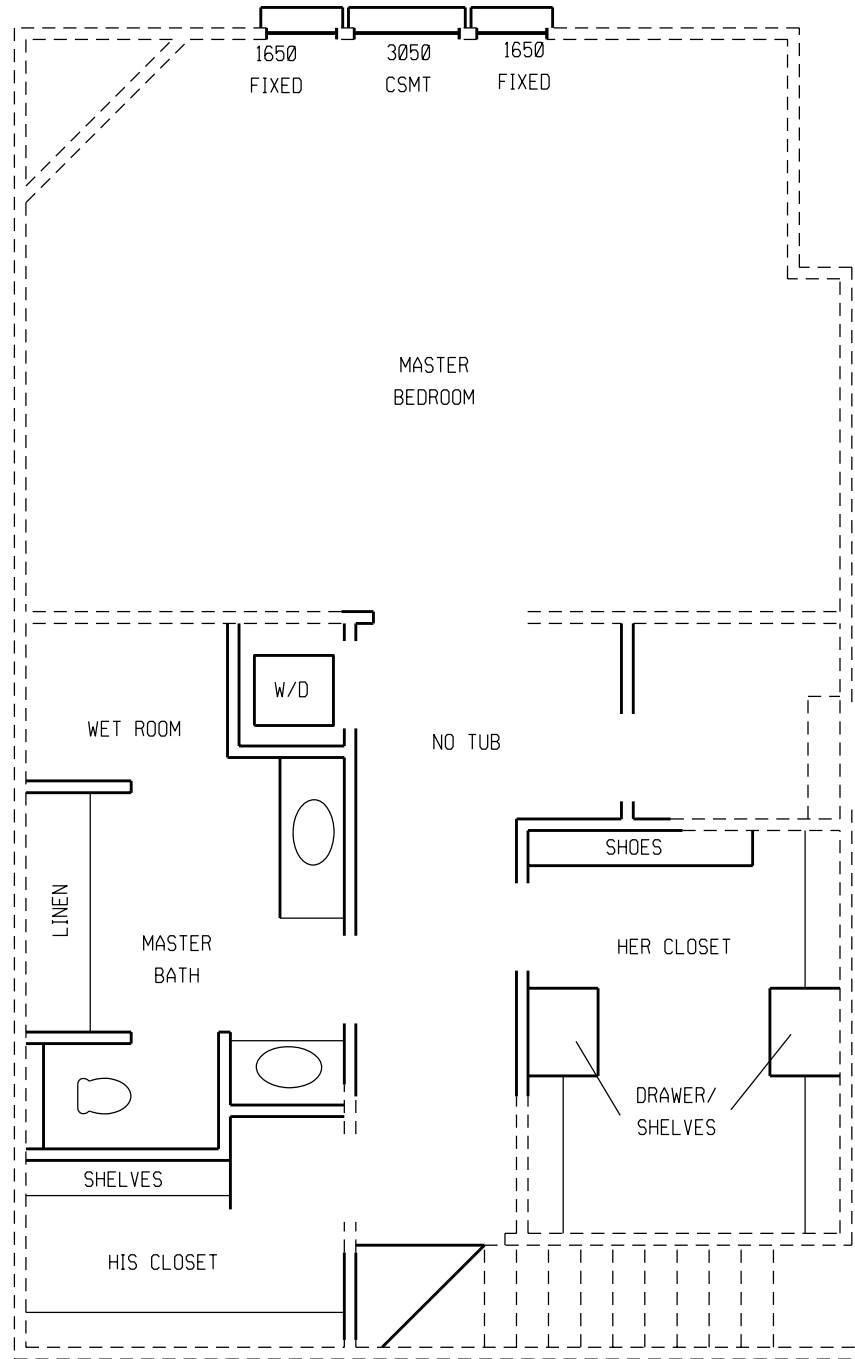 1650
FIXED
3050
CSMT
1650
FIXED
MASTER
BEDROOM
W/D
WET ROOM
NO TUB
SHOES
LINEN
MASTER
BATH
HER CLOSET
DRAWER/
SHELVES
SHELVES
HIS CLOSET